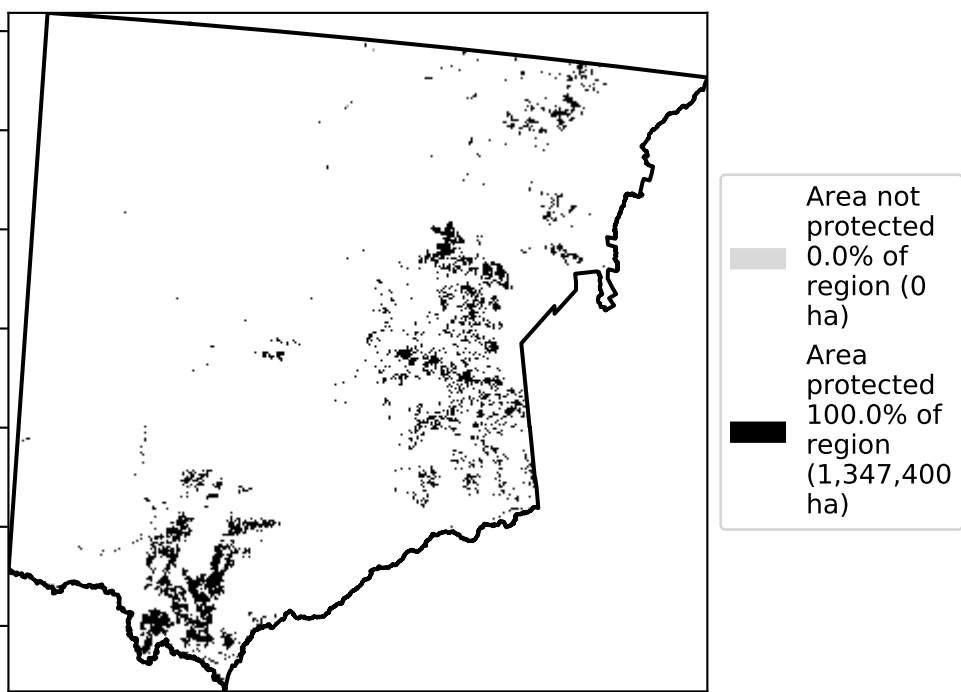 Area not
protected
0.0% of
region (0
ha)
Area
protected
100.0% of
region
(1,347,400
ha)